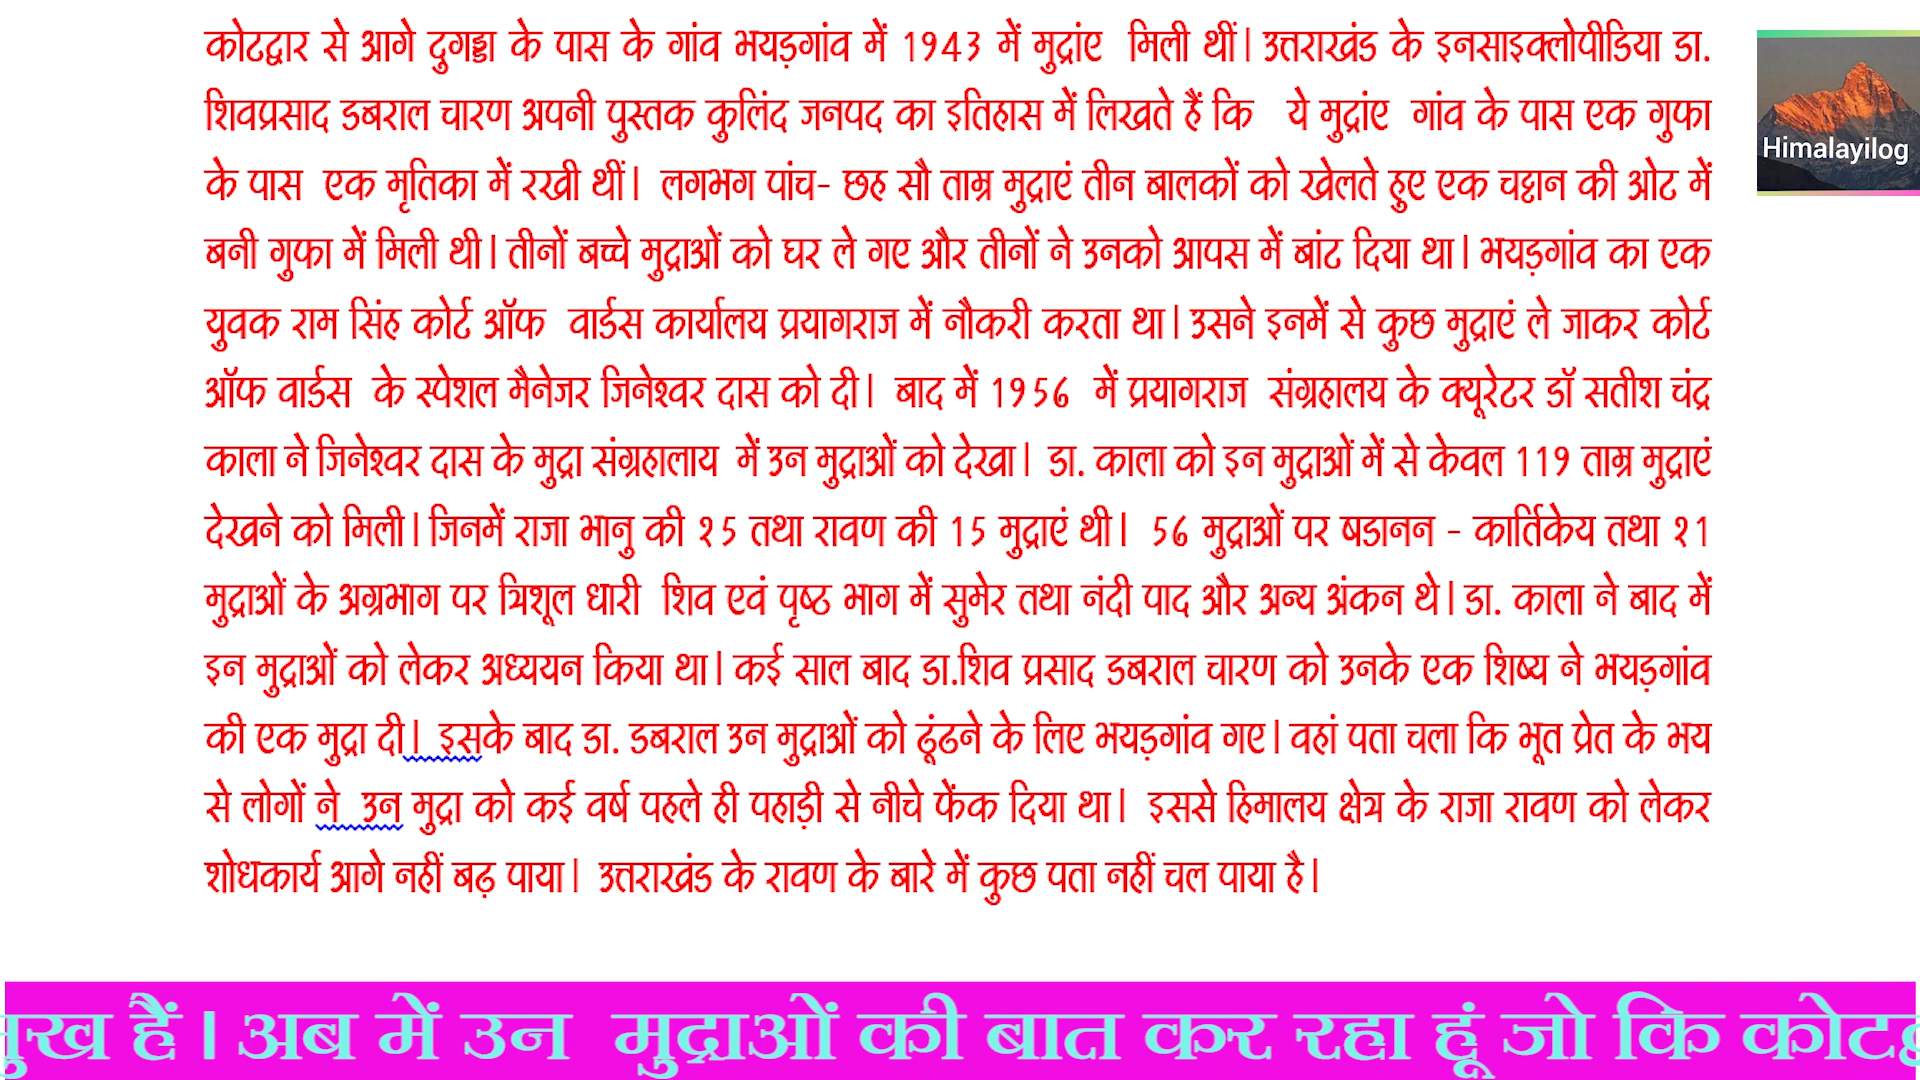 कोटद्वार से आगे दुगड्डा के पास के गांव भयड़गांव में 1943 में मुद्रांए मिली थीं। उत्तराखंड के इनसाइक्लोपीडिया डा.
शिवप्रसाद डबराल चारण अपनी पुस्तक कुलिंद जनपद का इतिहास में लिखते हैं कि ये मुद्रांए गांव के पास एक गुफा
के पास एक मृतिका में रखी थीं। लगभग पांच- छह सौ ताम्र मुद्राएं तीन बालकों को खेलते हुए एक चट्टान की ओट में
बनी गुफा में मिली थी। तीनों बच्चे मुद्राओं को घर ले गए और तीनों ने उनको आपस में बांट दिया था। भयड़गांव का एक
युवक राम सिंह कोर्ट ऑफ वार्डस कार्यालय प्रयागराज में नौकरी करता था। उसने इनमें से कुछ मुद्राएं ले जाकर कोर्ट
ऑफ वार्डस के स्पेशल मैनेजर जिनेश्वर दास को दी। बाद में 1956 में प्रयागराज संग्रहालय के क्यूरेटर डॉ सतीश चंद्र
काला ने जिनेश्वर दास के मुद्रा संग्रहालाय में उन मुद्राओं को देखा। डा. काला को इन मुद्राओं में से केवल 119 ताम्र मुद्राएं
देखने को मिली। जिनमें राजा भानु की 25 तथा रावण की 15 मुद्राएं थी। 56 मुद्राओं पर षडानन - कार्तिकेय तथा 21
मुद्राओं के अग्रभाग पर त्रिशूल धारी शिव एवं पृष्ठ भाग में सुमेर तथा नंदी पाद और अन्य अंकन थे। डा. काला ने बाद में
इन मुद्राओं को लेकर अध्ययन किया था। कई साल बाद डा.शिव प्रसाद डबराल चारण को उनके एक शिष्य ने भयड़गांव
की एक मुद्रा दी। इसके बाद डा. डबराल उन मुद्राओं को ढूंढने के लिए भयड़गांव गए। वहां पता चला कि भूत प्रेत के भय
से लोगों ने उन मुद्रा को कई वर्ष पहले ही पहाड़ी से नीचे फेंक दिया था। इससे हिमालय क्षेत्र के राजा रावण को लेकर
शोधकार्य आगे नहीं बढ़ पाया। उत्तराखंड के रावण के बारे में कुछ पता नहीं चल पाया है।
Himalayilog
हैं। अब में उन मुद्राओं की बात कर रहा हूं जो कि